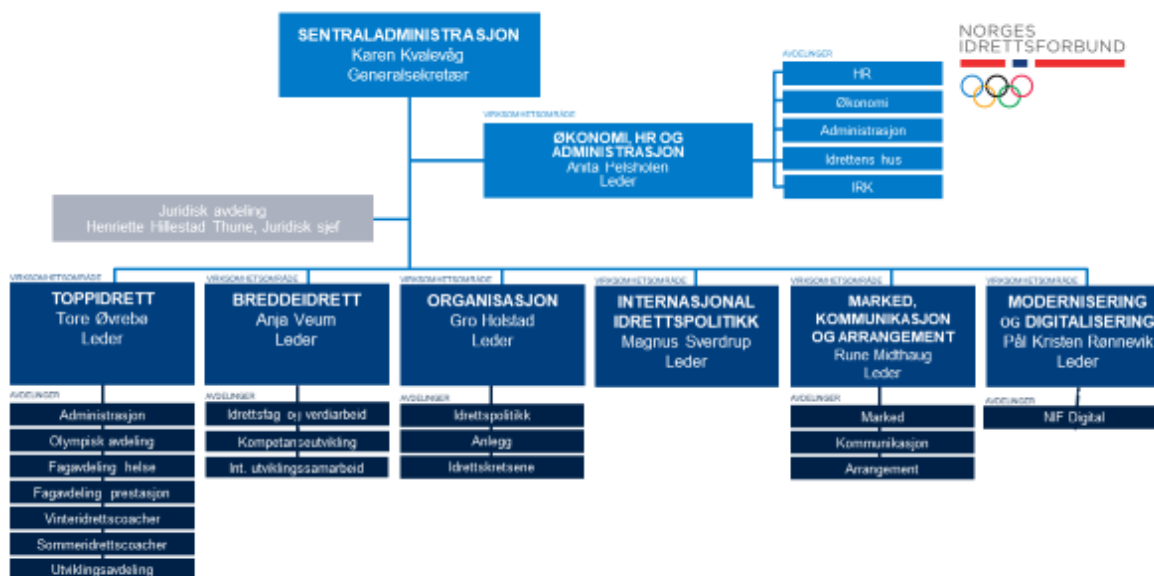 SENTRALADMINISTRASJON
Karen Kvalevåg
Generalsekretær
NORGES
IDRETTSFORBUND
AVDELINGER
HR
Økonomi
Administrasjon
Idrettens hus
IRK
VIRKSOMHETSOMRÅDE
ØKONOMI, HR OG
ADMINISTRASJON
Anita
Leder
Juridisk avdeling
Henriette Hillestad Thune, Juridisk sjef
VIRKSOMHETSOMRÅDE
TOPPIDRETT
Tore Øvrebø
Leder
AVDELINGER
Administrasjon
Olympisk avdeling
Fagavdeling helse
Fagavdeling prestasjon
Vinteridrettscoacher
Sommeridrettscoacher
Utviklingsavdeling
VIRKSOMHETSOMRÅDE
BREDDEIDRETT
Anja Veum
Leder
AVDELINGER
Idrettsfag og verdiarbeid
Kompetanseutvikling
Int. utviklingssamarbeid
VIRKSOMHETSOMRÅDE
ORGANISASJON
Gro Holstad
Leder
AVDELINGER
Idrettspolitikk
Anlegg
Idrettskretsene
VIRKSOMHETSOMRÅDE
INTERNASJONAL
IDRETTSPOLITIKK
Magnus Sverdrup
Leder
VIRKSOMHETSOMRÅDE
MARKED,
KOMMUNIKASJON
OG ARRANGEMENT
Rune Midthaug
Leder
AVDELINGER
Marked
Kommunikasjon
Arrangement
VIRKSOMHETSOMRÅDE
MODERNISERING
OG DIGITALISERING
Pål Kristen Rønnevik
Leder
AVDELINGER
NIF Digital